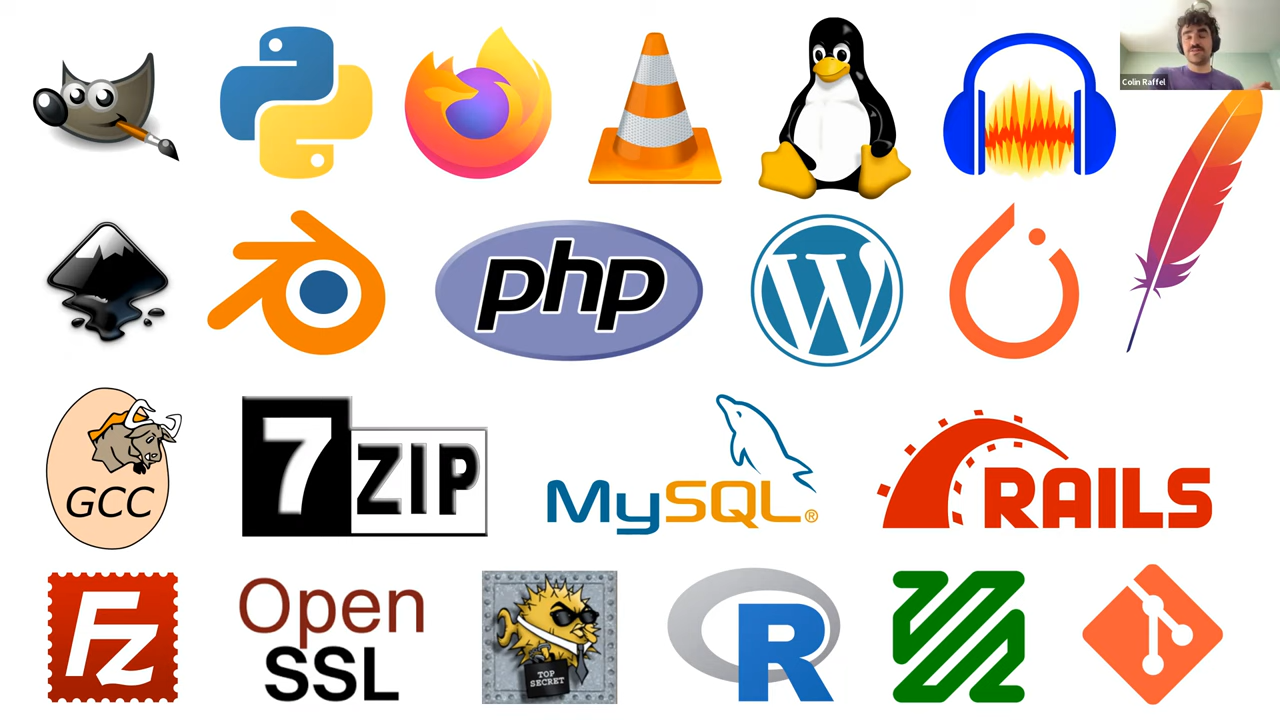 Colin Raffel
php
W
GCC
7 ZIP
MySQL®
RAILS
Fz
Open
SSL
TOP
SECRET
R